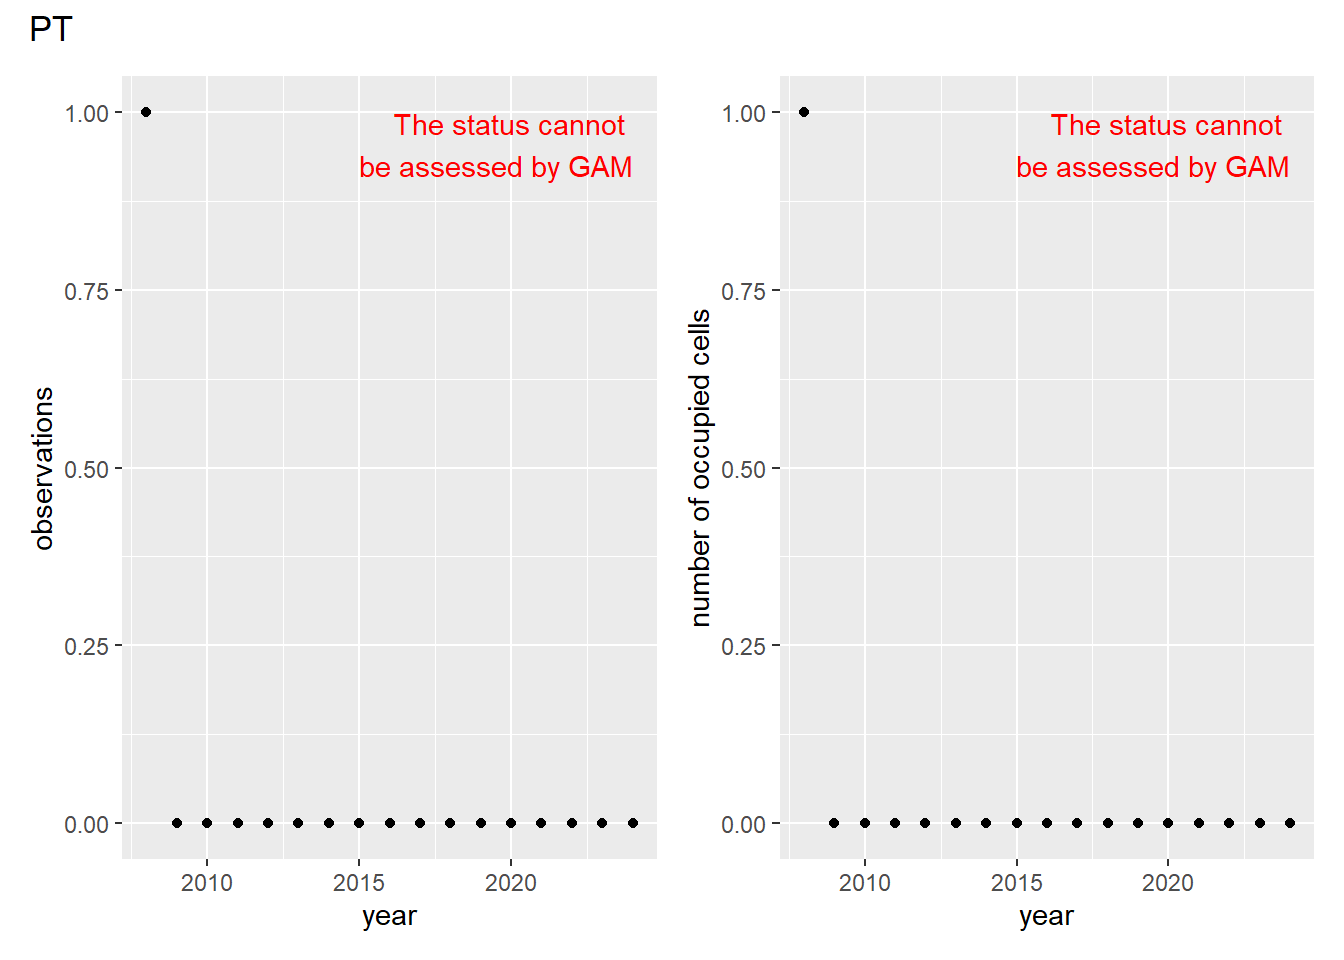 PT
observations
1.00
0.75
0.50
0.25
0.00
The status cannot
be assessed by GAM
2010
2015
2020
year
number of occupied cells
1.00
0.75
0.50
0.25
0.00
The status cannot
be assessed by GAM
2010
2015
2020
year